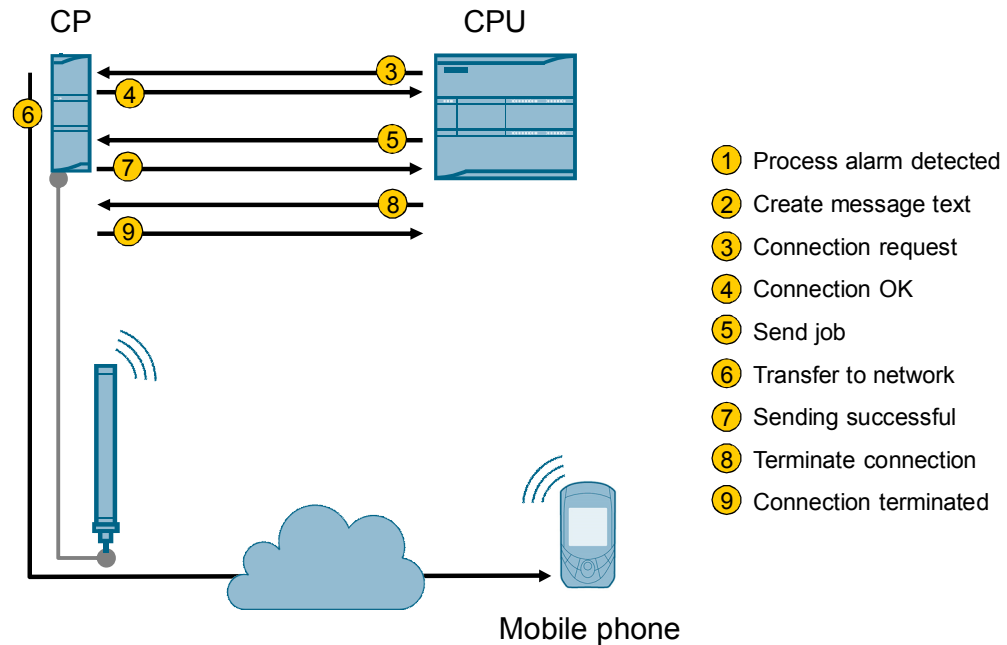 CP
CPU
3
4
6
5
7
8
9
1 Process alarm detected
2 Create message text
3 Connection request
4 Connection OK
5 Send job
6 Transfer to network
7 Sending successful
8 Terminate connection
9 Connection terminated
Mobile phone